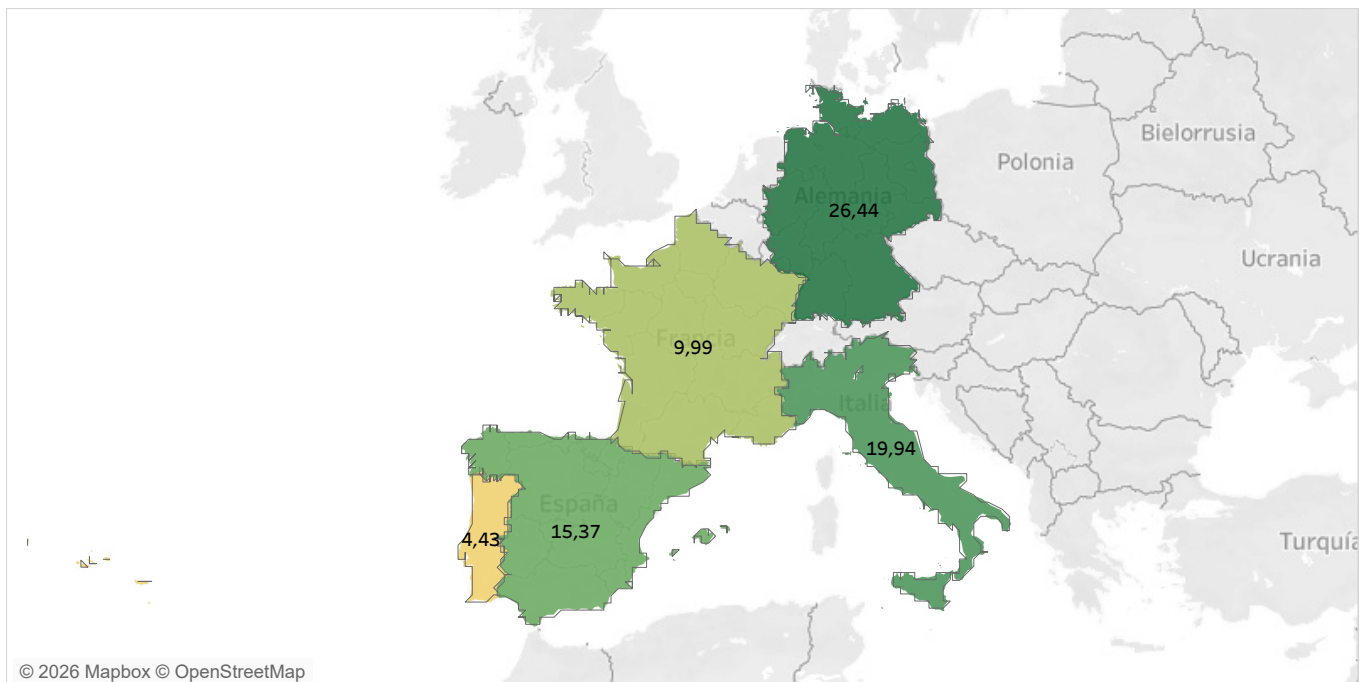 Bielorrusia
Polonia
Alemania
26,44
Ucrania
Francia
9,99
Italia
19,94
España
15,37
4,43
Turquía
© 2026 Mapbox © OpenStreetMap